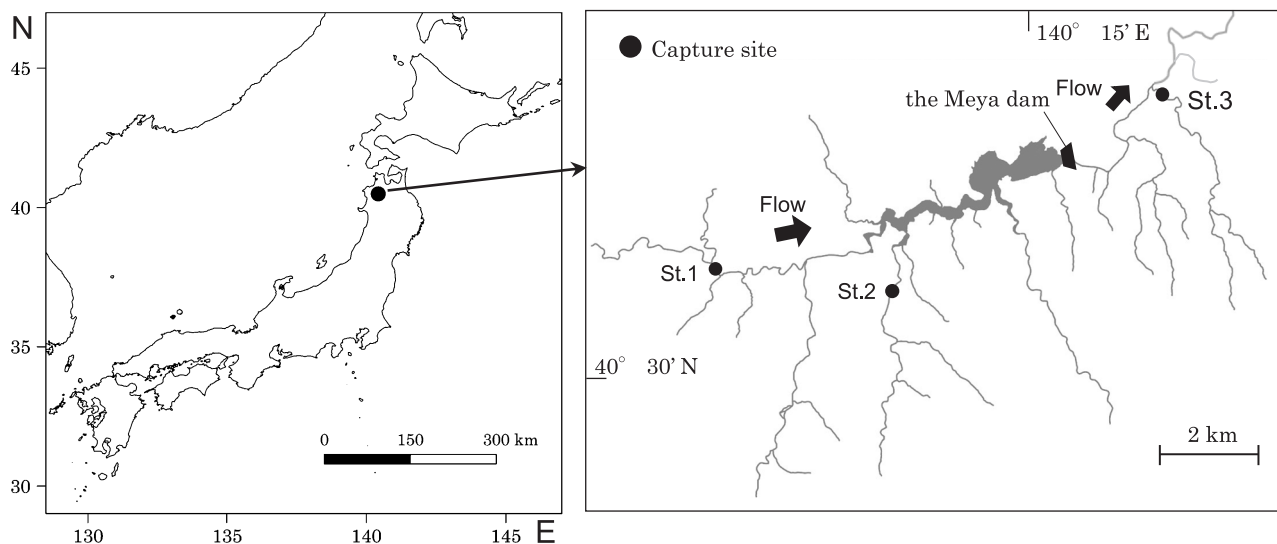 N
45
40
35
30
130
135
140
145
E
0
150
300 km
Capture site
140° 15' E
the Meya dam
Flow
St.3
Flow
St.1
St.2
40° 30' N
2 km